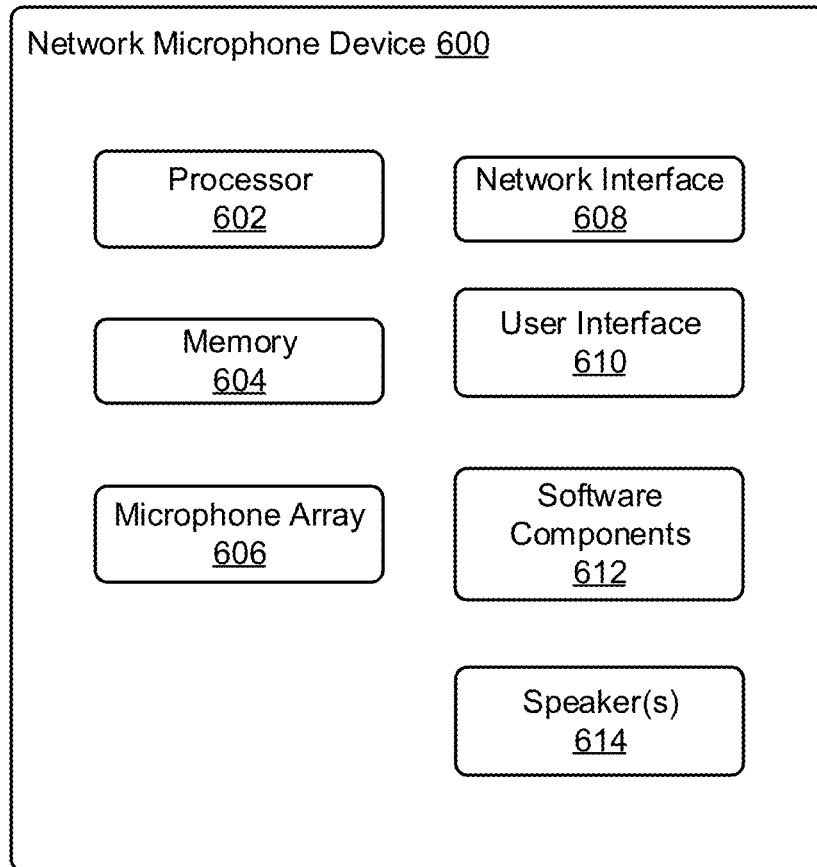 Network Microphone Device 600
Processor
602
Memory
604
Microphone Array
606
Network Interface
608
User Interface
610
Software
Components
612
Speaker(s)
614